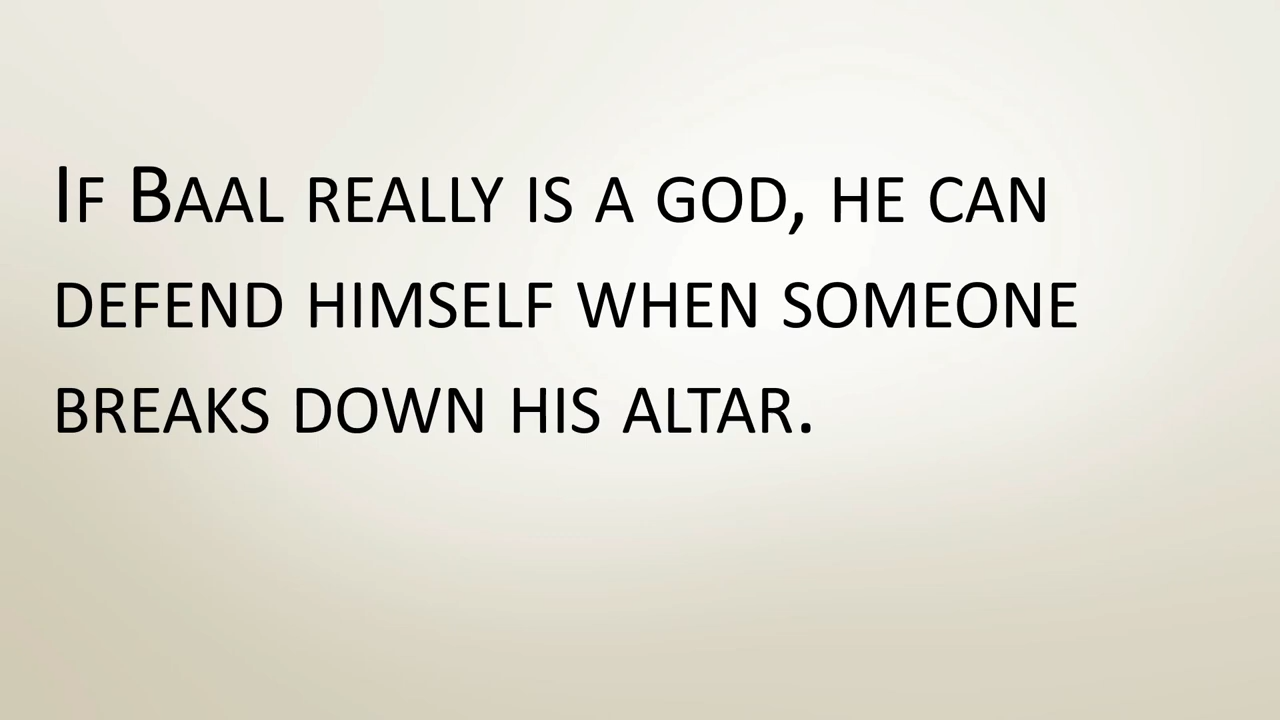 If Baal really is a god, he can
defend himself when someone
breaks down his altar.